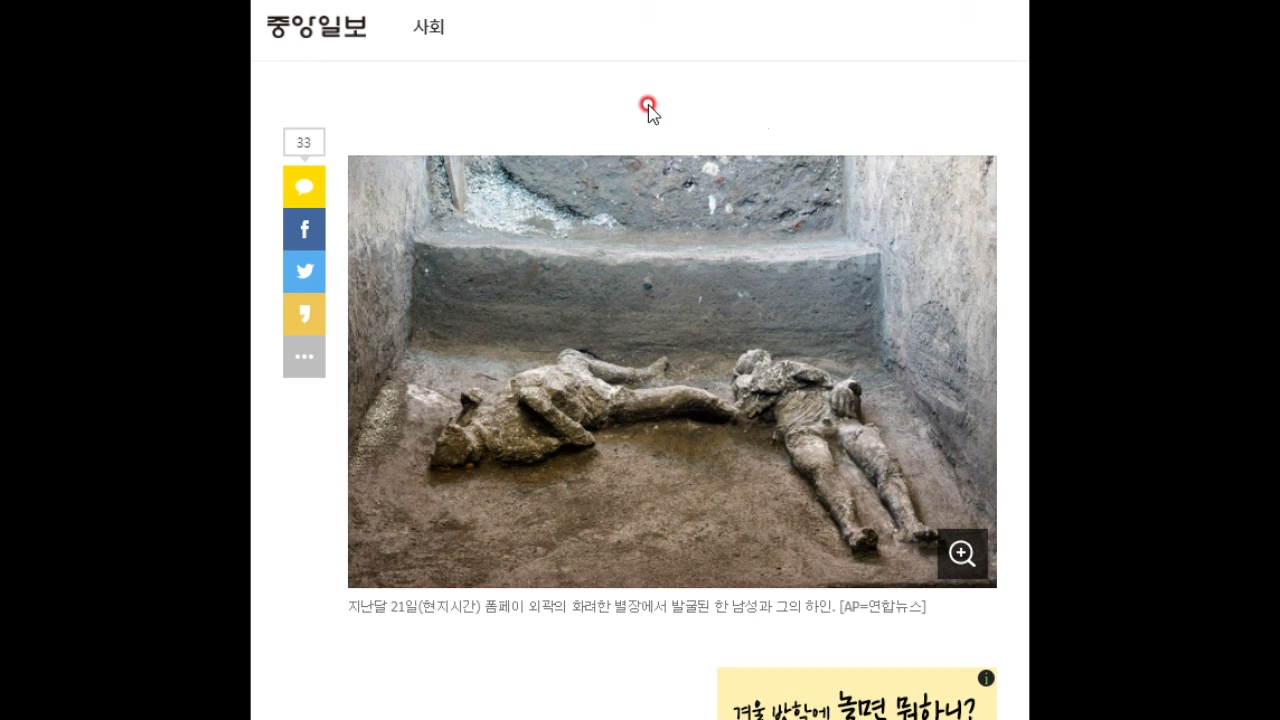 중앙일보
사회
33
지난달 21일(현지시간) 폼페이 외곽의 화려한 별장에서 발굴된 한 남성과 그의 하인. [AP=연합뉴스]
겨울 방학에 놀면 뭐하니?